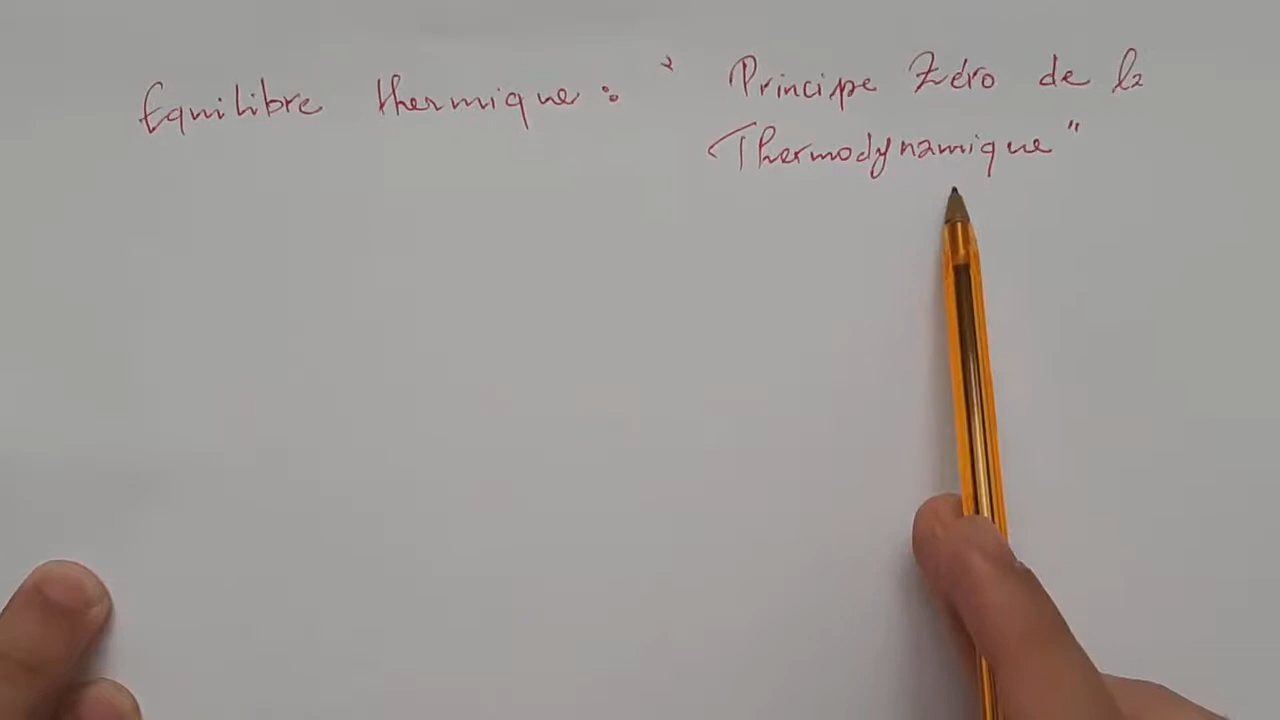 Equilibre thermique : " Principe Zéro de la
Thermodynamique"